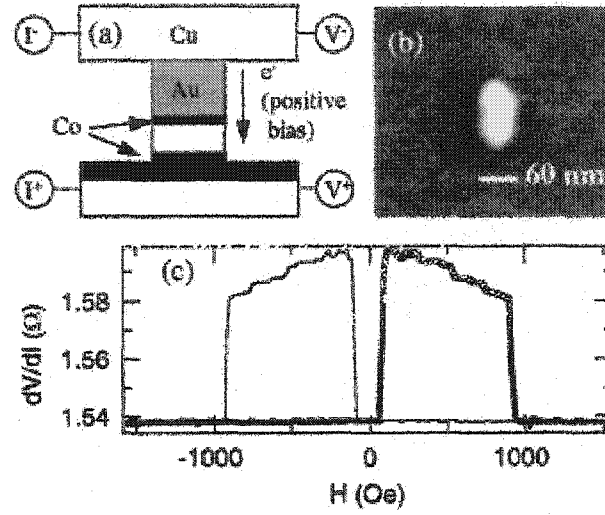 (a)
I-
Cu
V-
Au
e-
(positive
bias)
Co
I+
V+
(b)
60 nm
(c)
1.58
1.56
1.54
dV/dI (Ω)
-1000
0
1000
H (Oe)